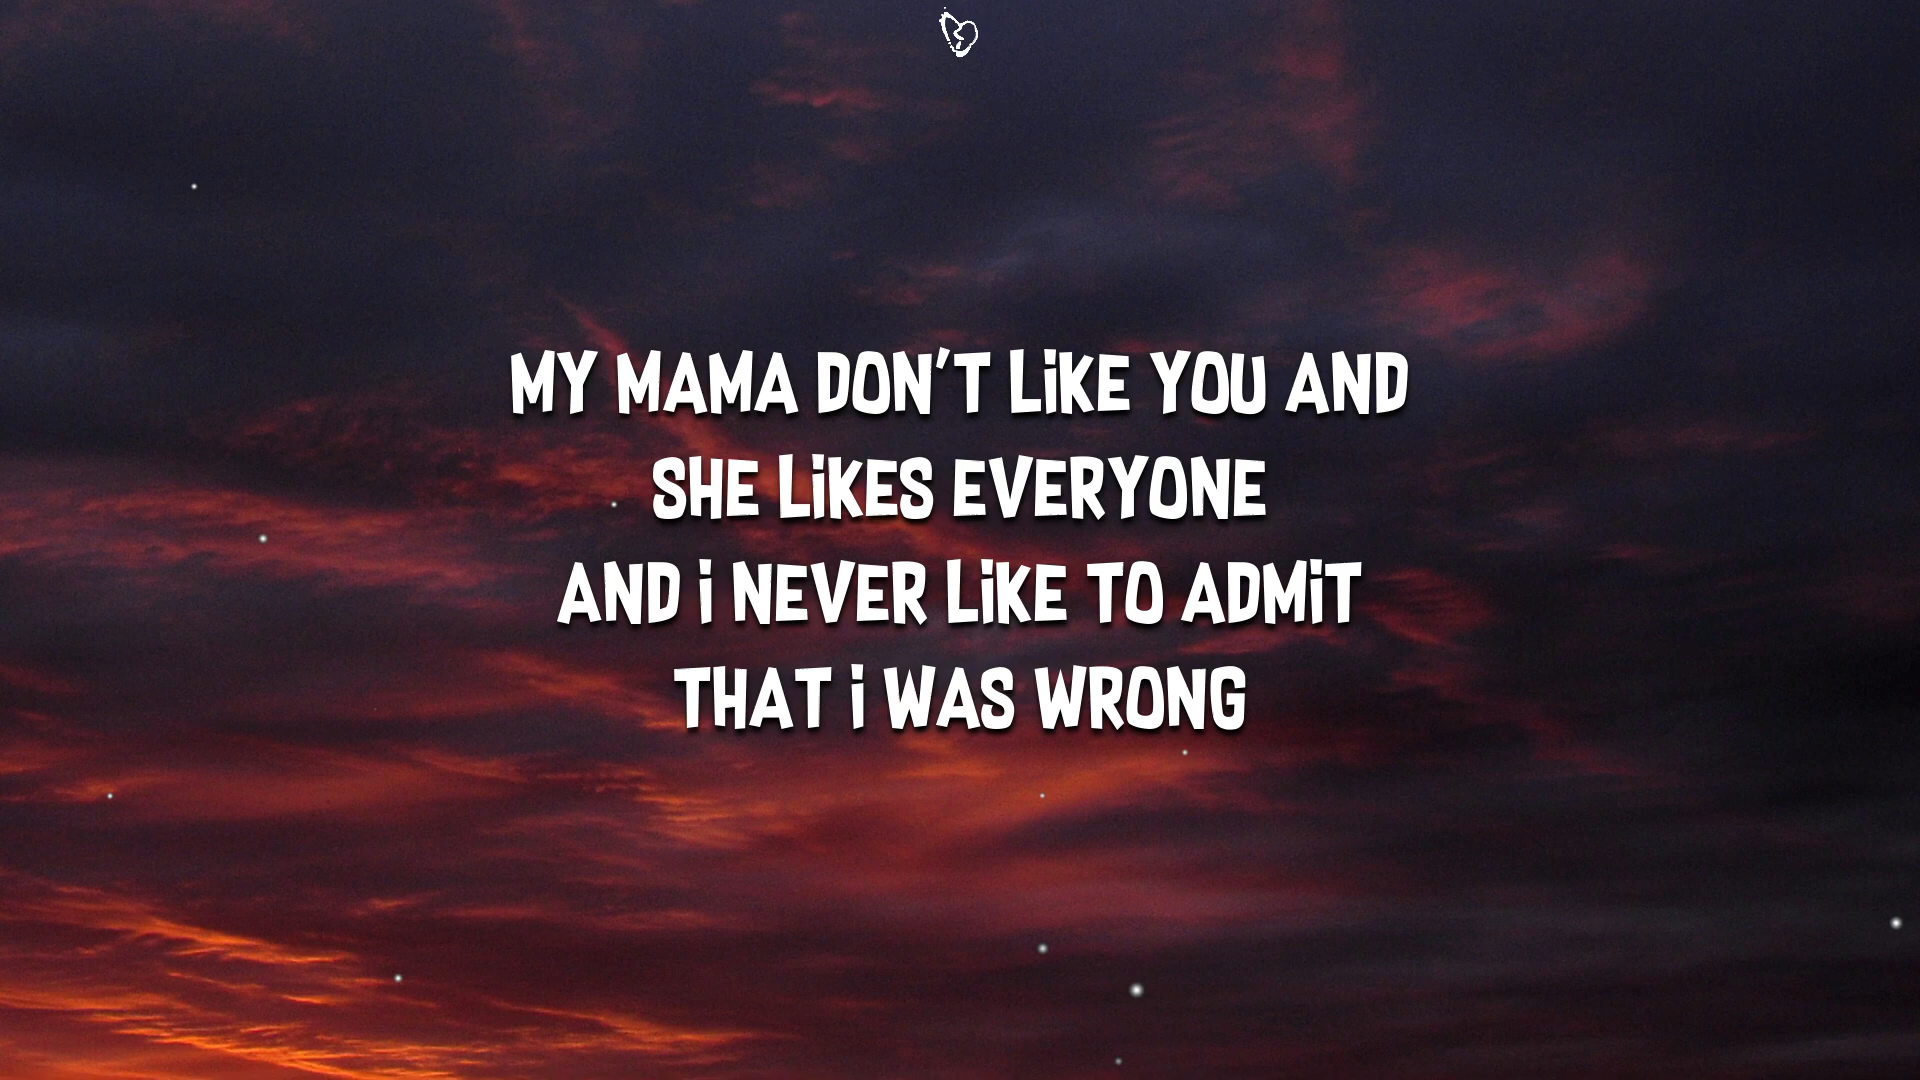 MY MAMA DON'T LiKE YOU AND
SHE LiKES EVERYONE
AND i NEVER LiKE TO ADMiT
THAT i WAS WRONG